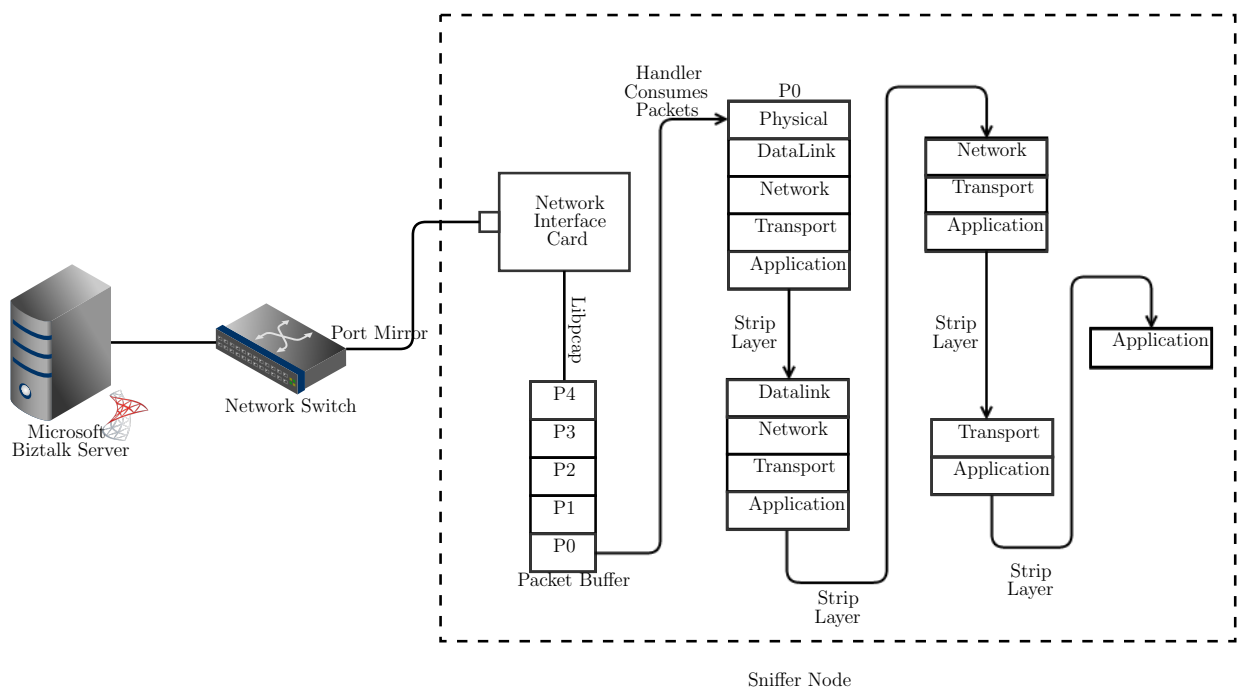 Microsoft
Biztalk Server
Network Switch
Port Mirror
Network
Interface
Card
Libpcap
P4
P3
P2
P1
P0
Packet Buffer
Handler
Consumes
Packets
P0
Physical
DataLink
Network
Transport
Application
Strip
Layer
Datalink
Network
Transport
Application
Strip
Layer
Network
Transport
Application
Strip
Layer
Transport
Application
Strip
Layer
Application
Sniffer Node